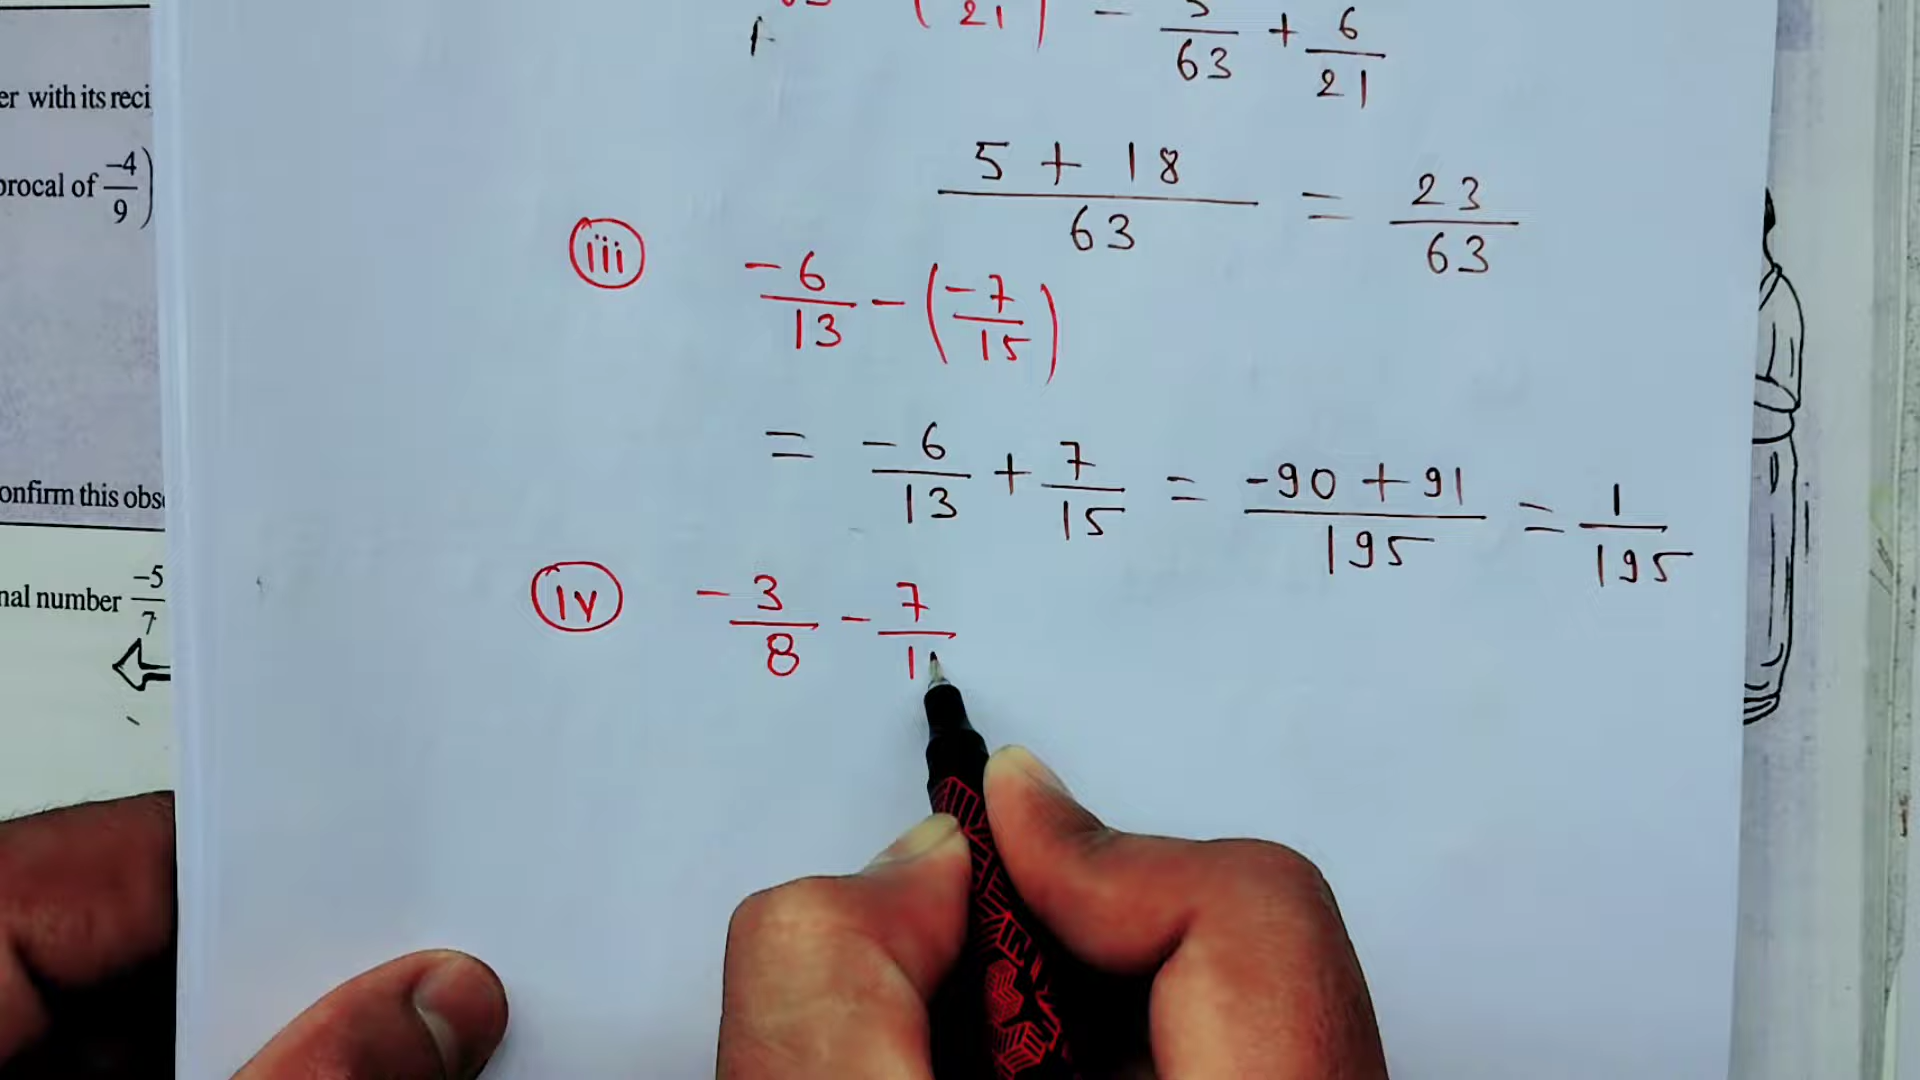 6/21
63
21
5 + 18/63 = 23/63
iii -6/13 - (-7/15)
= -6/13 + 7/15 = -90 + 91/195 = 1/195
iv -3/8 - 7/1
er with its reci
procal of -4/9)
onfirm this obs
nal number -5/7